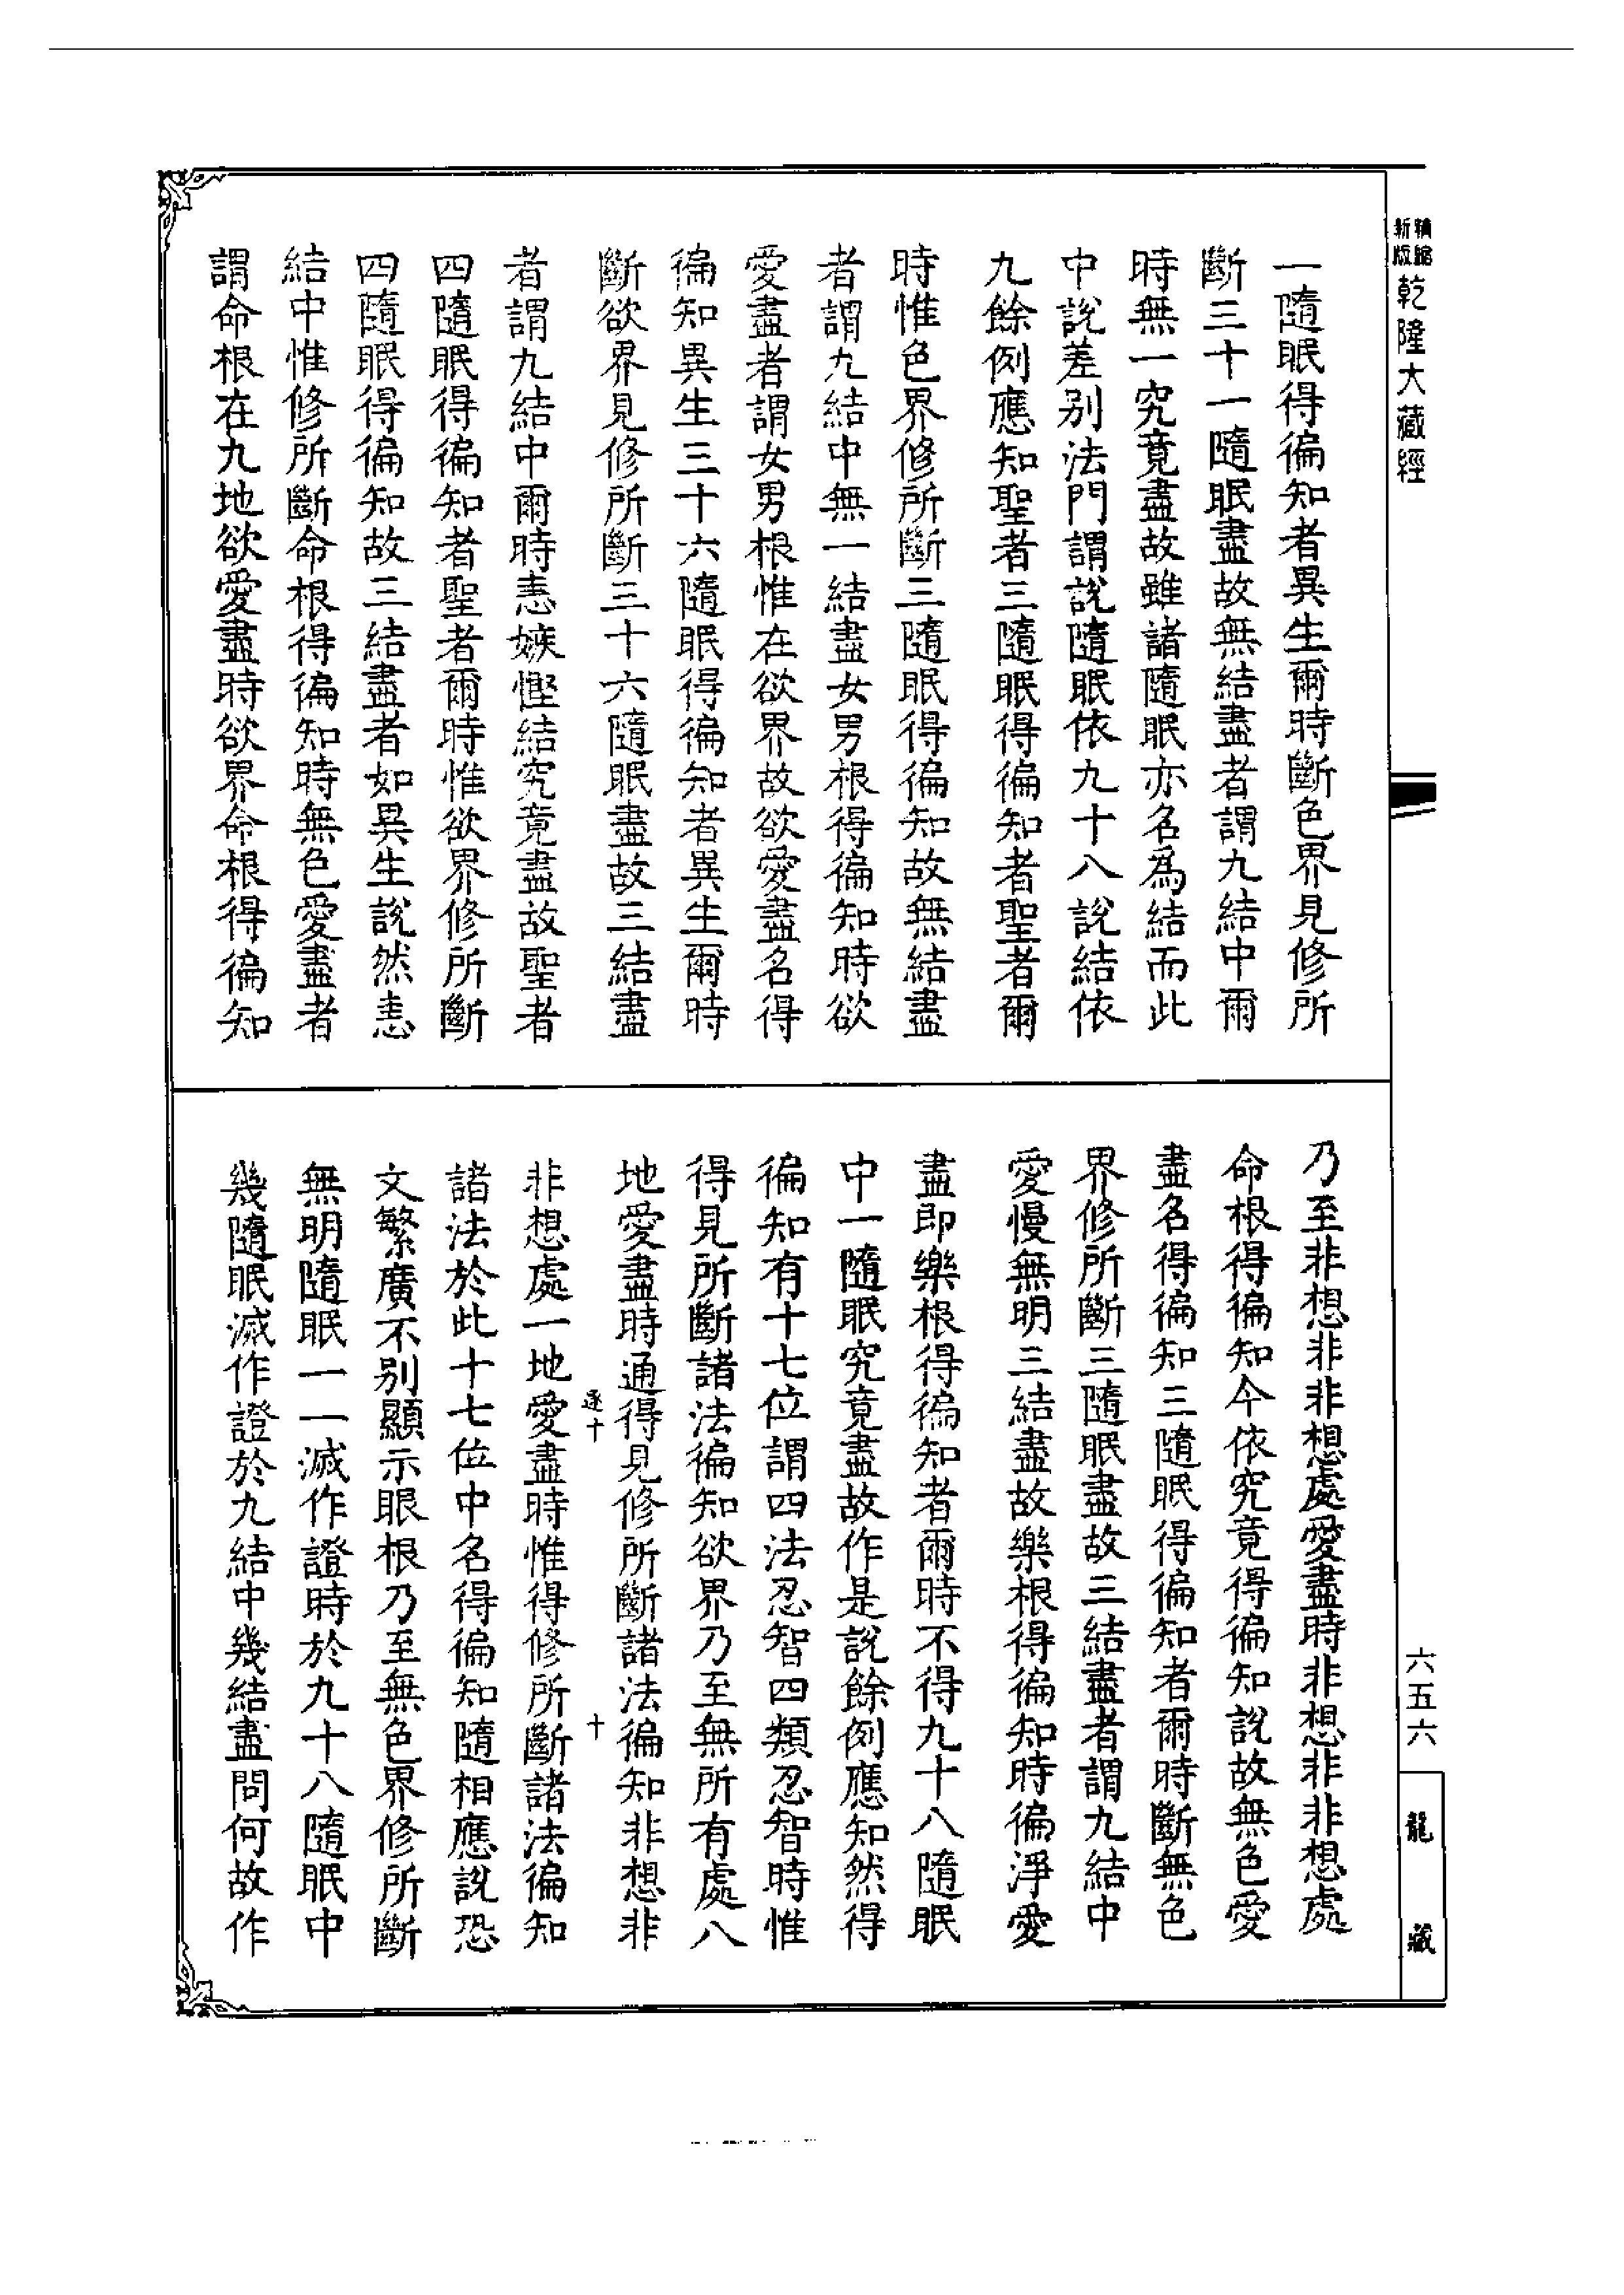 新版
精縮
乾隆大藏經
一隨眠得徧知者異生爾時斷色界見修所
斷三十一隨眠盡故無結盡者謂九結中爾
時無一究竟盡故雖諸隨眠亦名為結而此
中說差别法門謂說隨眠依九十八說結依
九餘例應知聖者三隨眠得徧知者聖者爾
時惟色界修所斷三隨眠得徧知故無結盡
者謂九結中無一結盡女男根得徧知時欲
愛盡者謂女男根惟在欲界故欲愛盡名得
徧知異生三十六隨眠得徧知者異生爾時
斷欲界見修所斷三十六隨眠盡故三結盡
者謂九結中爾時恚嫉慳結究竟盡故聖者
四隨眠得徧知者聖者爾時惟欲界修所斷
四隨眠得徧知故三結盡者如異生說然恚
結中惟修所斷命根得徧知時無色愛盡者
謂命根在九地欲愛盡時欲界命根得徧知
乃至非想非非想處愛盡時非想非非想處
命根得徧知今依究竟得徧知說故無色愛
盡名得徧知三隨眠得徧知者爾時斷無色
界修所斷三隨眠盡故三結盡者謂九結中
愛慢無明三結盡故樂根得徧知時徧淨愛
盡即樂根得徧知者爾時不得九十八隨眠
中一隨眠究竟盡故作是說餘例應知然得
徧知有十七位謂四法忍智四類忍智時惟
得見所斷諸法徧知欲界乃至無所有處八
地愛盡時通得見修所斷諸法徧知非想非
逐十
十
非想處一地愛盡時惟得修所斷諸法徧知
諸法於此十七位中名得徧知隨相應說恐
文繁廣不别顯示眼根乃至無色界修所斷
無明隨眠一一滅作證時於九十八隨眠中
幾隨眠滅作證於九結中幾結盡問何故作
六五六
龍藏